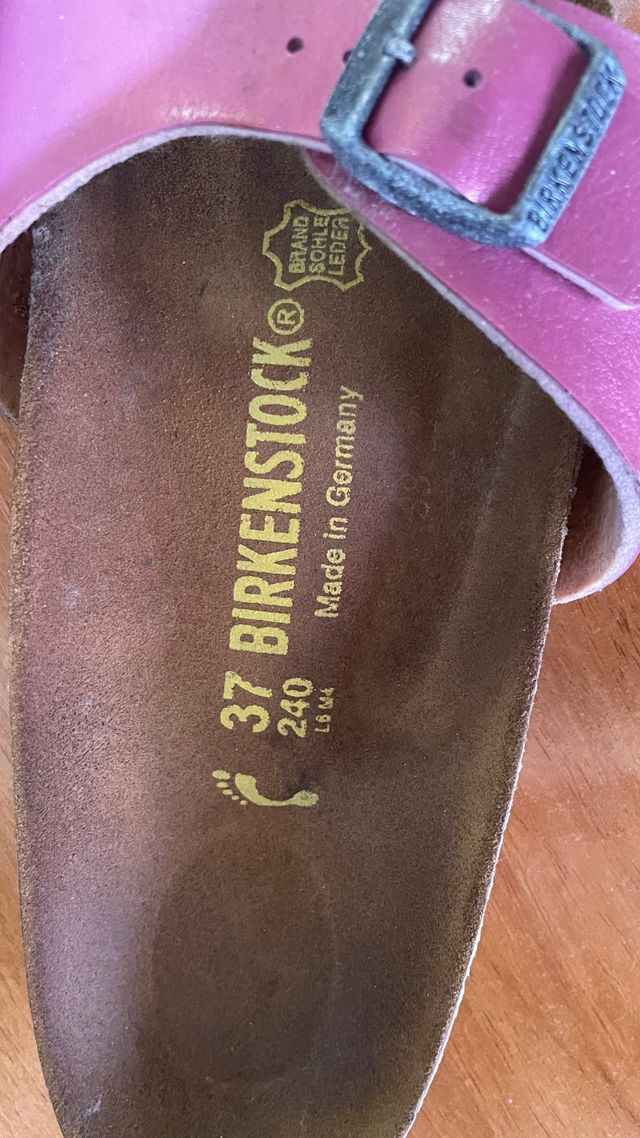 BIRKENSTOCK
BRAND
SOHLE
LEDER
37 BIRKENSTOCK®
240 Made in Germany
L6 M4